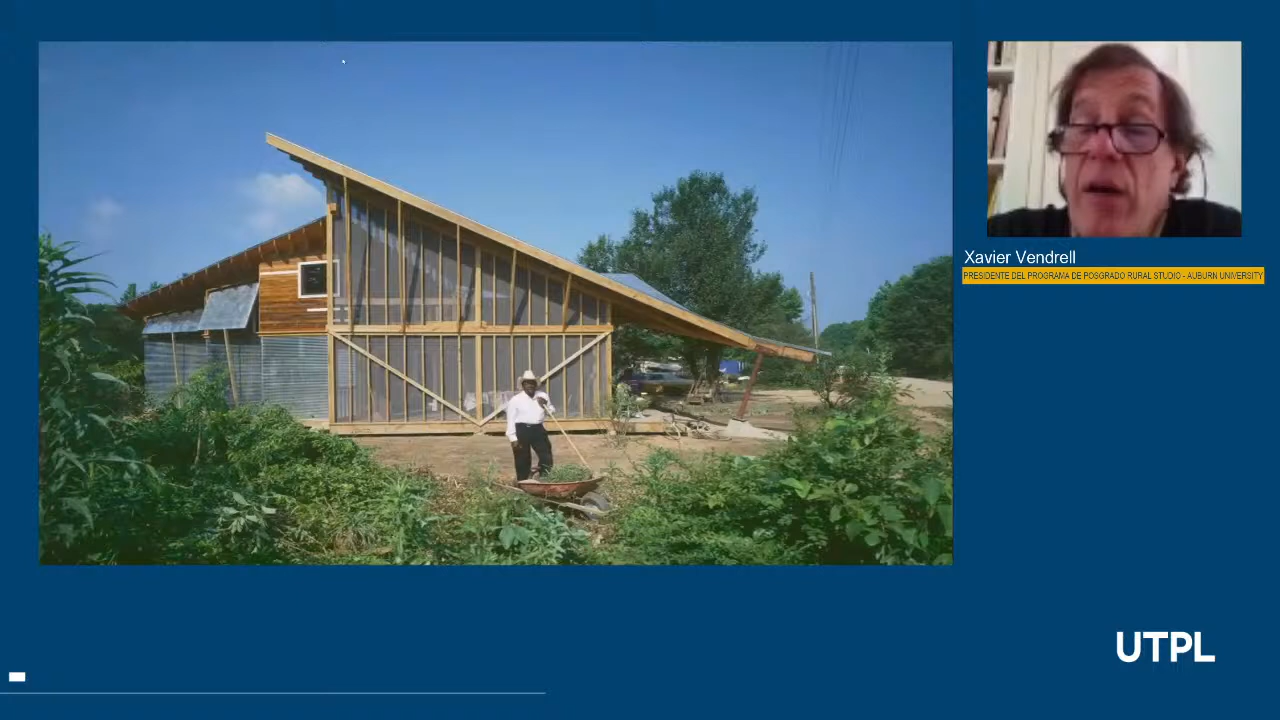 Xavier Vendrell
PRESIDENTE DEL PROGRAMA DE POSGRADO RURAL STUDIO - AUBURN UNIVERSITY
UTPL